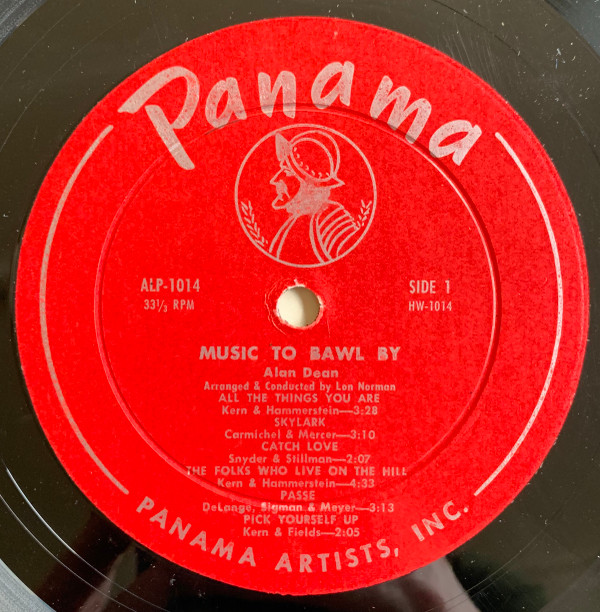 Panama
ALP-1014
33⅓ RPM
SIDE 1
HW-1014
MUSIC TO BAWL BY
Alan Dean
Arranged & Conducted by Lon Norman
ALL THE THINGS YOU ARE
Kern & Hammerstein—3:28
SKYLARK
Carmichel & Mercer—3:10
CATCH LOVE
Snyder & Stillman—2:07
THE FOLKS WHO LIVE ON THE HILL
Kern & Hammerstein—4:33
PASSE
DeLange, Sigman & Meyer—3:13
PICK YOURSELF UP
Kern & Fields—2:05
PANAMA ARTISTS, INC.